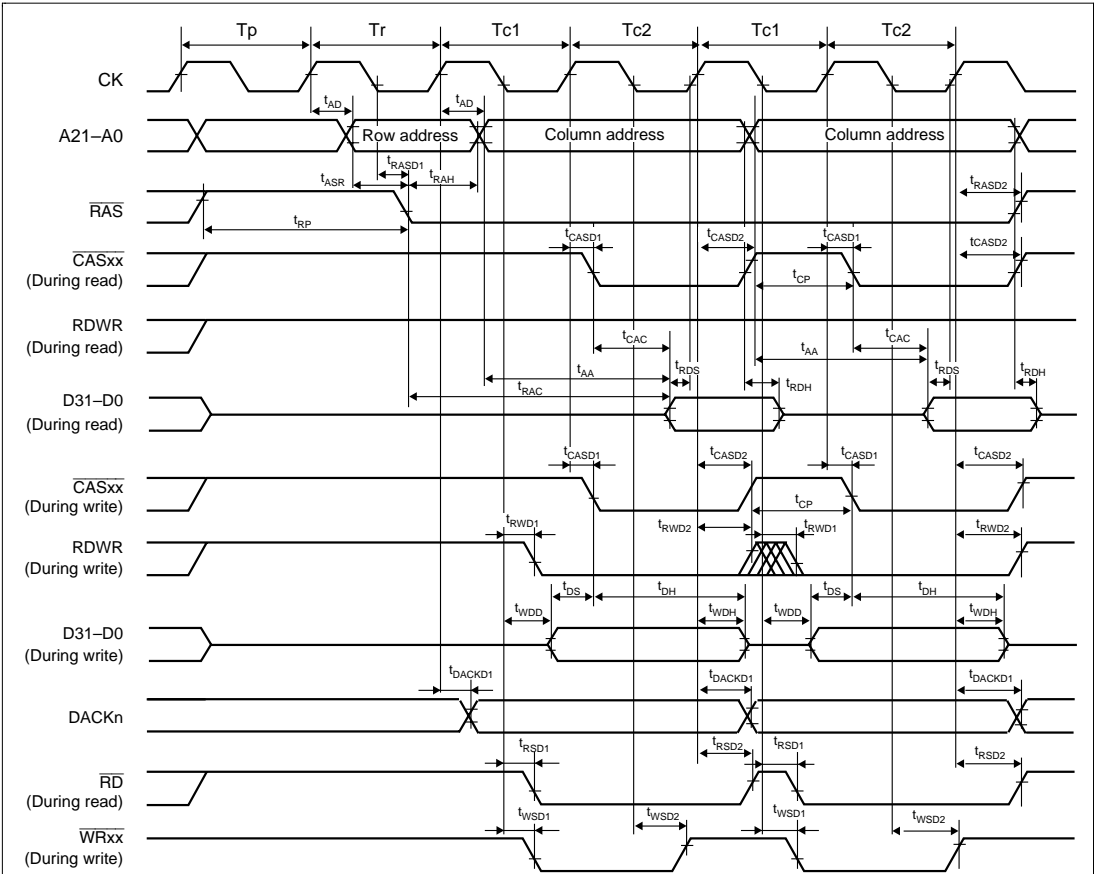 Tp Tr Tc1 Tc2 Tc1 Tc2
CK
tAD tAD tAD
A21–A0 Row address Column address Column address
tRASD1
tASR tRAH tRASD2
RAS
tRP
tCASD1 tCASD2 tCASD1 tCASD2
CASxx
(During read)
tCP
RDWR
(During read)
tCAC tCAC
tAA tRDS tAA tRDS
tRAC tRDH tRDH
D31–D0
(During read)
tCASD1 tCASD2 tCASD1 tCASD2
CASxx
(During write)
tCP
tRWD1 tRWD2 tRWD1 tRWD2
RDWR
(During write)
tDS tDH tDS tDH
tWDD tWDH tWDD tWDH
D31–D0
(During write)
tDACKD1 tDACKD1 tDACKD1
DACKn
tRSD1 tRSD2 tRSD1 tRSD2
RD
(During read)
tWSD1 tWSD2 tWSD1 tWSD2
WRxx
(During write)